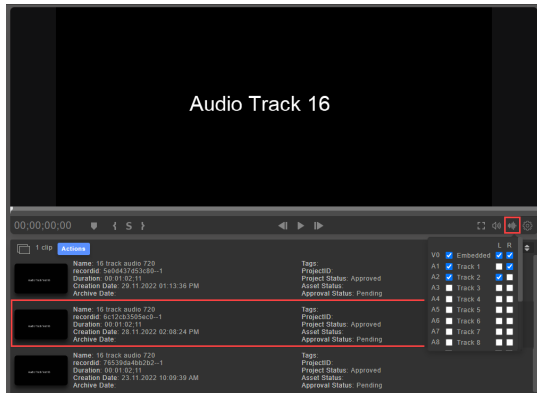 Audio Track 16
00;00;00;00 { S }
1 clip Actions
L R
V0 Embedded
A1 Track 1
A2 Track 2
A3 Track 3
A4 Track 4
A5 Track 5
A6 Track 6
A7 Track 7
A8 Track 8
Name: 16 track audio 720
recordid: 5e0d437d53c80--1
Duration: 00:01:02;11
Creation Date: 29.11.2022 01:13:36 PM
Archive Date:
Tags:
ProjectID:
Project Status: Approved
Asset Status:
Approval Status: Pending
Name: 16 track audio 720
recordid: 6c12cb3505ec0--1
Duration: 00:01:02;11
Creation Date: 28.11.2022 02:08:24 PM
Archive Date:
Tags:
ProjectID:
Project Status: Approved
Asset Status:
Approval Status: Pending
Name: 16 track audio 720
recordid: 76539da4bb2b2--1
Duration: 00:01:02;11
Creation Date: 23.11.2022 10:09:39 AM
Archive Date:
Tags:
ProjectID:
Project Status: Approved
Asset Status:
Approval Status: Pending